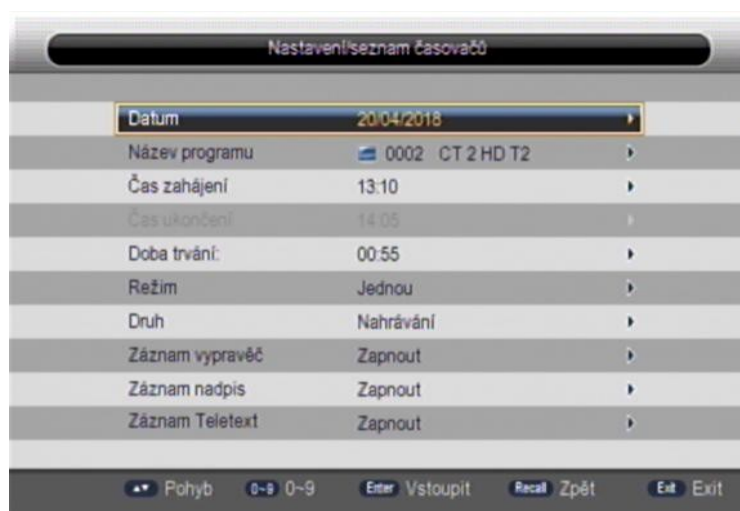 Nastavení/seznam časovačů
Datum 20/04/2018
Název programu 0002 CT 2 HD T2
Čas zahájení 13:10
Čas ukončení 14:05
Doba trvání: 00:55
Režim Jednou
Druh Nahrávání
Záznam vypravěč Zapnout
Záznam nadpis Zapnout
Záznam Teletext Zapnout
Pohyb 0~9 0~9 Enter Vstoupit Recall Zpět Exit Exit